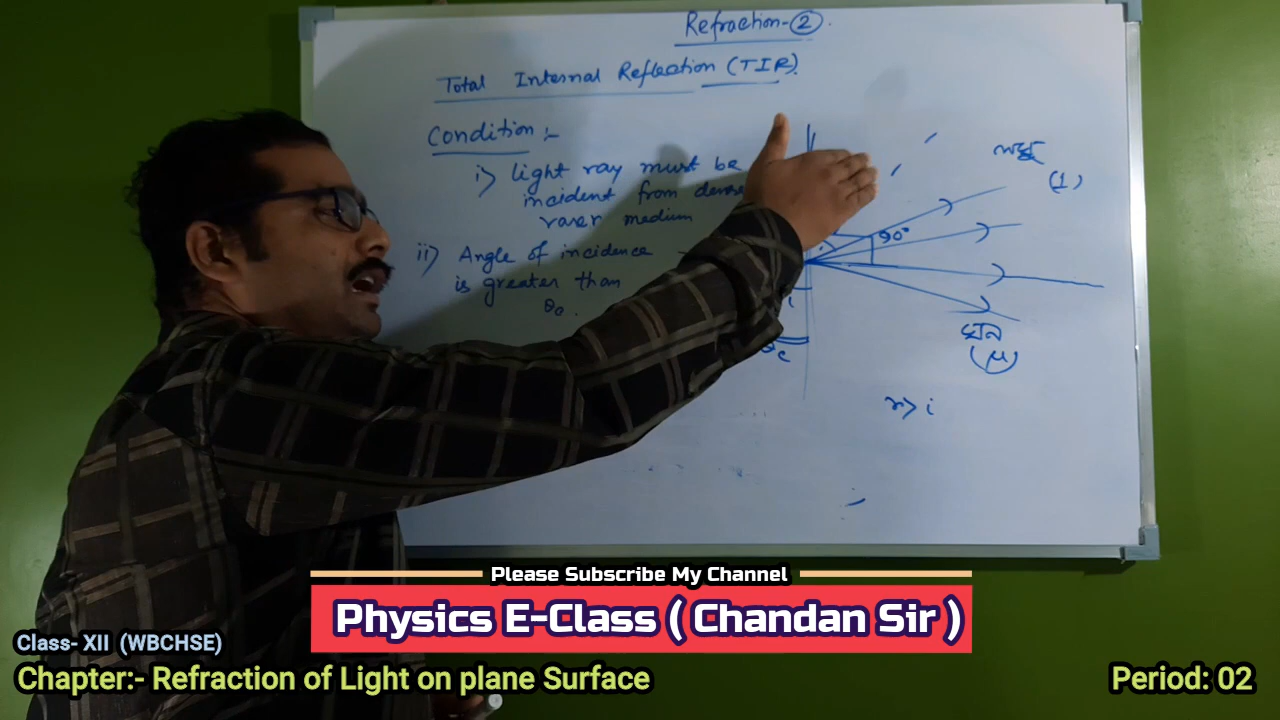 Refraction-②.
Total Internal Reflection (TIR).
Condition :-
i) Light ray must be
incident from dense
rarer medium
ii) Angle of incidence
is greater than
θc.
90°
(1)
i
θc
ঘন
(μ)
r > i
Please Subscribe My Channel
Physics E-Class ( Chandan Sir )
Class- XII (WBCHSE)
Chapter:- Refraction of Light on plane Surface
Period: 02